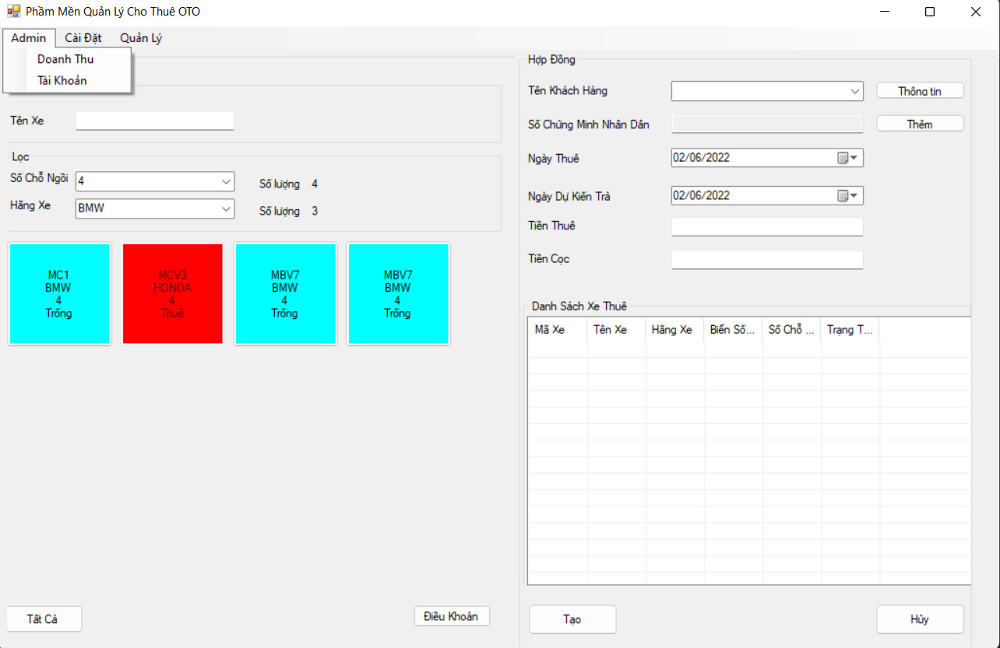 Phầm Mền Quản Lý Cho Thuê OTO
Admin Cài Đặt Quản Lý
Doanh Thu
Tài Khoản
Tên Xe
Lọc
Số Chỗ Ngồi 4 Số lượng 4
Hãng Xe BMW Số lượng 3
MC1
BMW
4
Trống
MCV3
HONDA
4
Thuê
MBV7
BMW
4
Trống
MBV7
BMW
4
Trống
Tất Cả
Điều Khoản
Hợp Đồng
Tên Khách Hàng Thông tin
Số Chứng Minh Nhân Dân Thêm
Ngày Thuê 02/06/2022
Ngày Dự Kiến Trả 02/06/2022
Tiền Thuê
Tiền Cọc
Danh Sách Xe Thuê
Mã Xe Tên Xe Hãng Xe Biển Số... Số Chỗ ... Trạng T...
Tạo Hủy